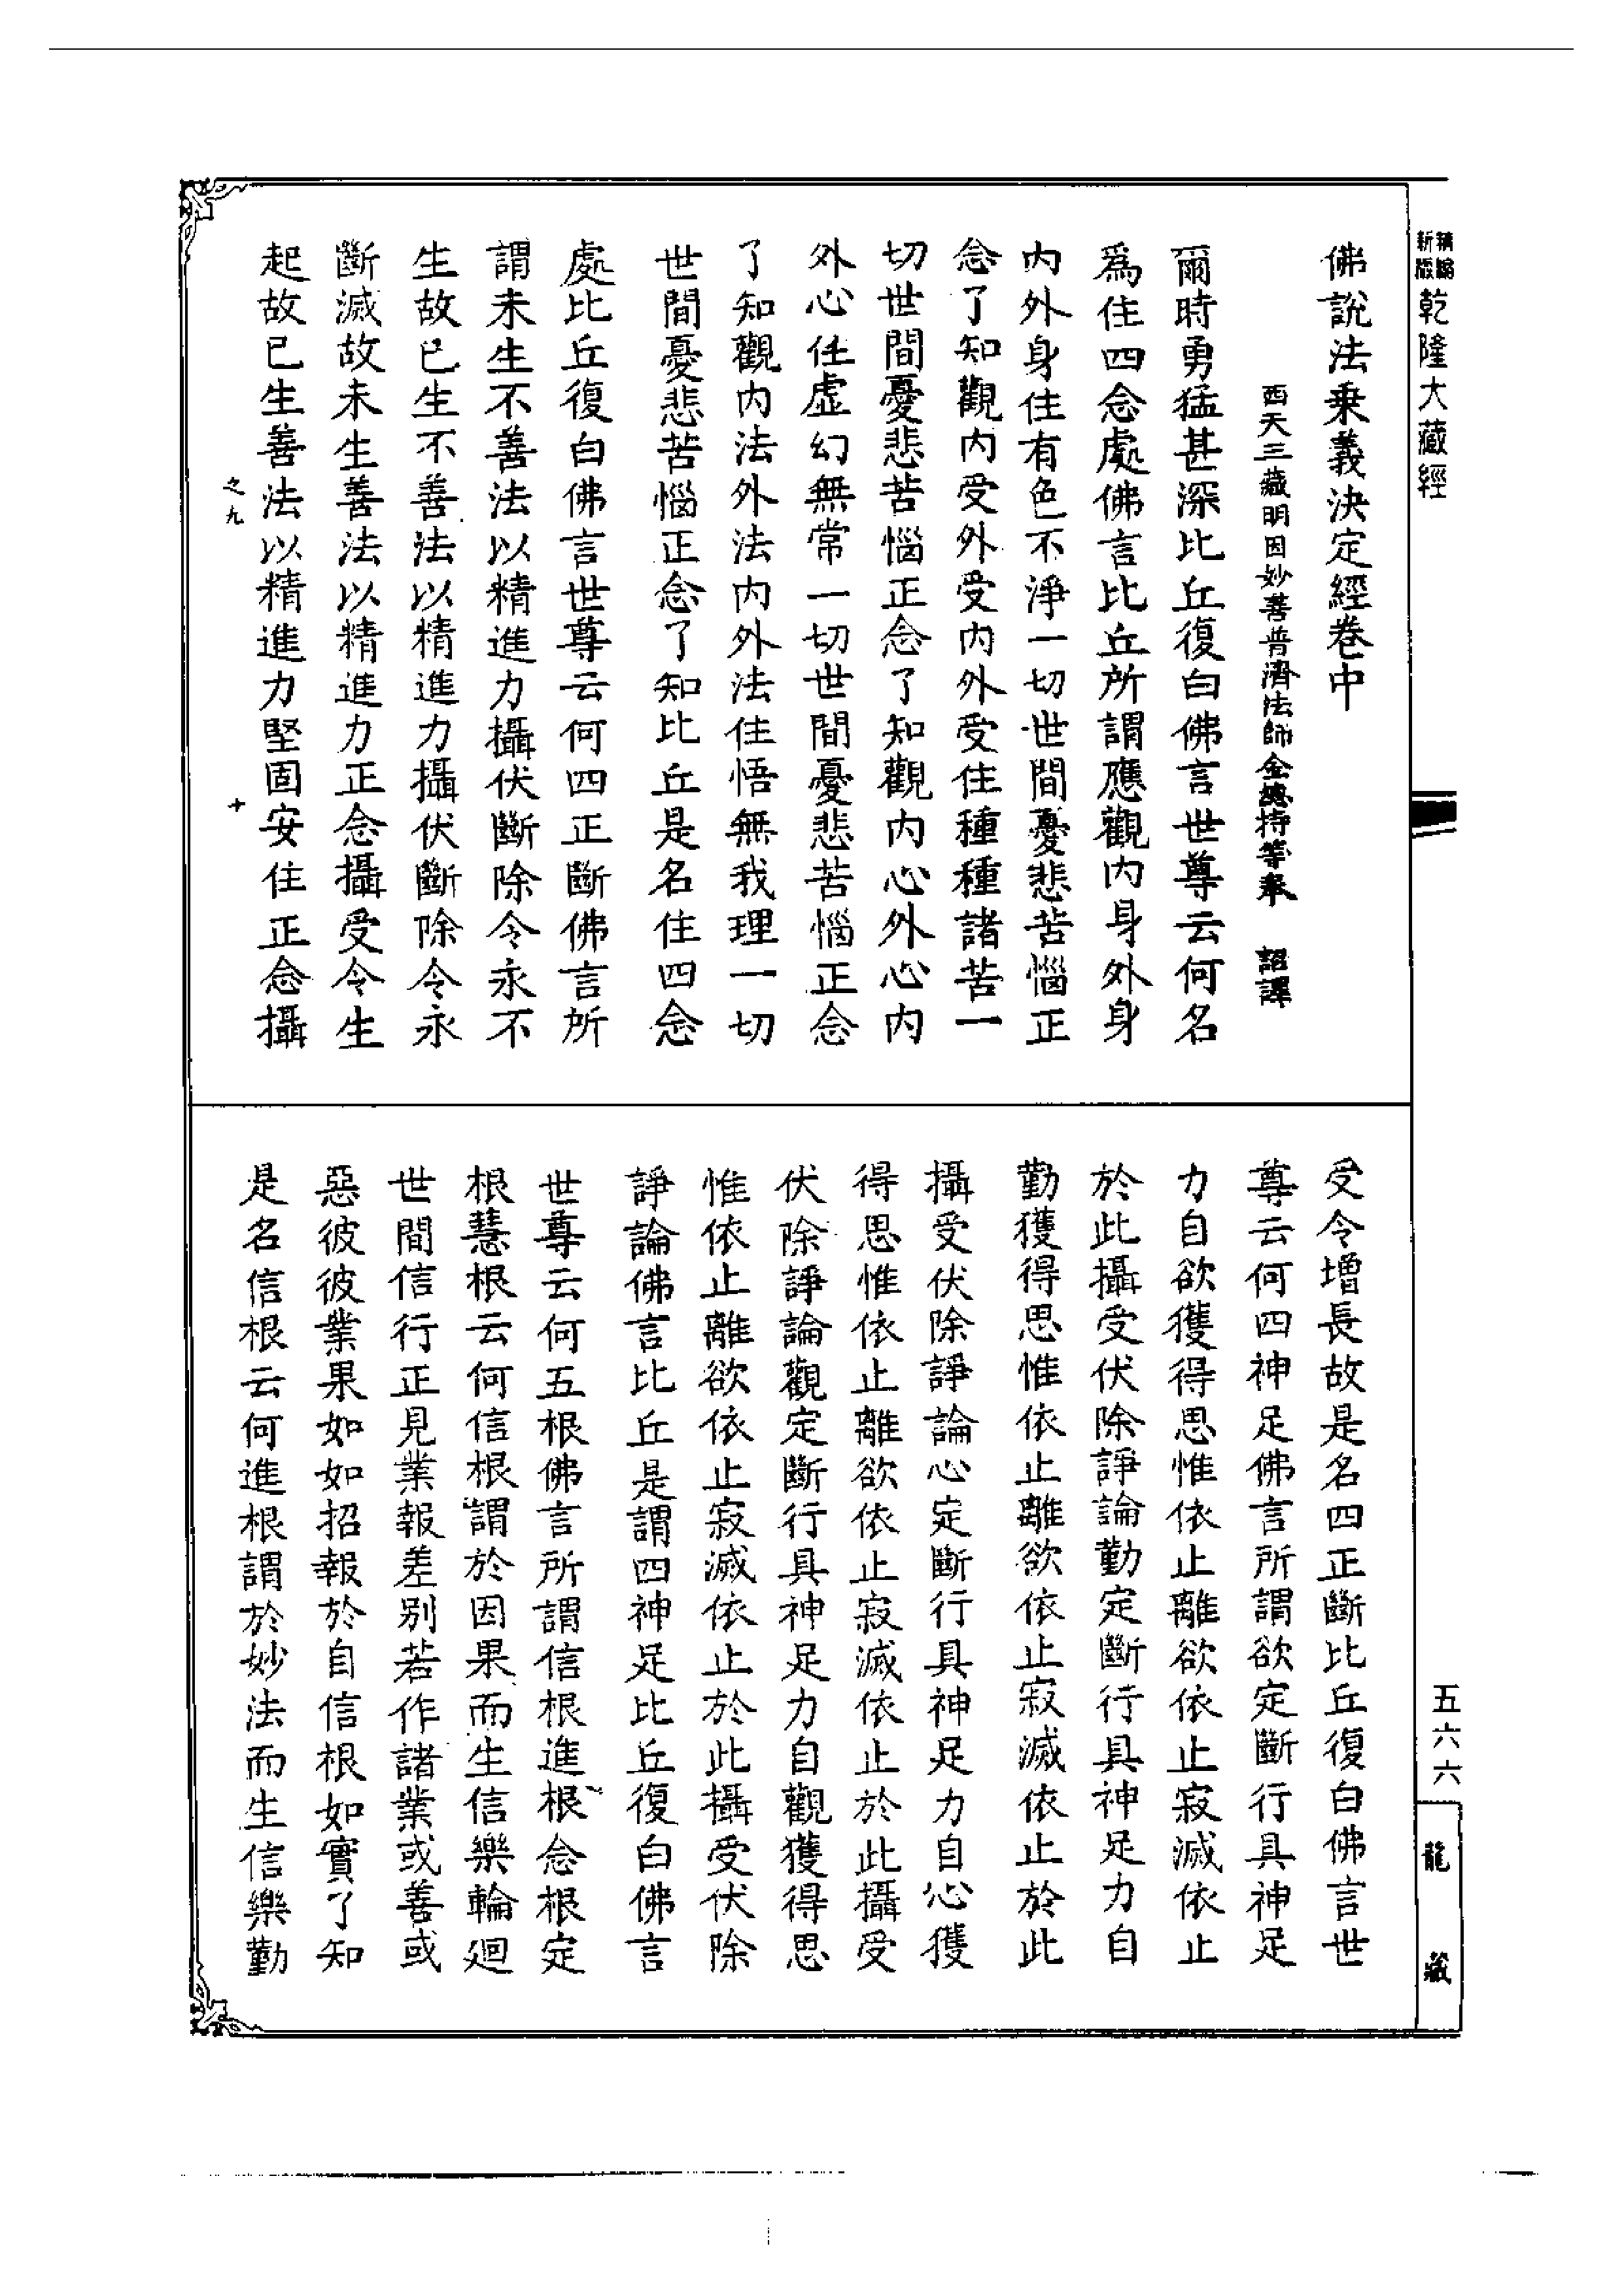 精編
新版
乾隆大藏經
佛說法乗義決定經卷中
西天三藏明因妙善普濟法師金總持等奉　詔譯
爾時勇猛甚深比丘復白佛言世尊云何名
爲住四念處佛言比丘所謂應觀內身外身
内外身住有色不淨一切世間憂悲苦惱正
念了知觀内受外受内外受住種種諸苦一
切世間憂悲苦惱正念了知觀内心外心内
外心住虛幻無常一切世間憂悲苦惱正念
了知觀内法外法内外法住悟無我理一切
世間憂悲苦惱正念了知比丘是名住四念
處比丘復白佛言世尊云何四正斷佛言所
謂未生不善法以精進力攝伏斷除令永不
生故已生不善法以精進力攝伏斷除令永
斷滅故未生善法以精進力正念攝受令生
起故已生善法以精進力堅固安住正念攝
之九
十
受令增長故是名四正斷比丘復白佛言世
尊云何四神足佛言所謂欲定斷行具神足
力自欲獲得思惟依止離欲依止寂滅依止
於此攝受伏除諍論勤定斷行具神足力自
勤獲得思惟依止離欲依止寂滅依止於此
攝受伏除諍論心定斷行具神足力自心獲
得思惟依止離欲依止寂滅依止於此攝受
伏除諍論觀定斷行具神足力自觀獲得思
惟依止離欲依止寂滅依止於此攝受伏除
諍論佛言比丘是謂四神足比丘復白佛言
世尊云何五根佛言所謂信根進根念根定
根慧根云何信根謂於因果而生信樂輪廻
世間信行正見業報差别若作諸業或善或
惡彼彼業果如如招報於自信根如實了知
是名信根云何進根謂於妙法而生信樂勤
五六六
龍
藏